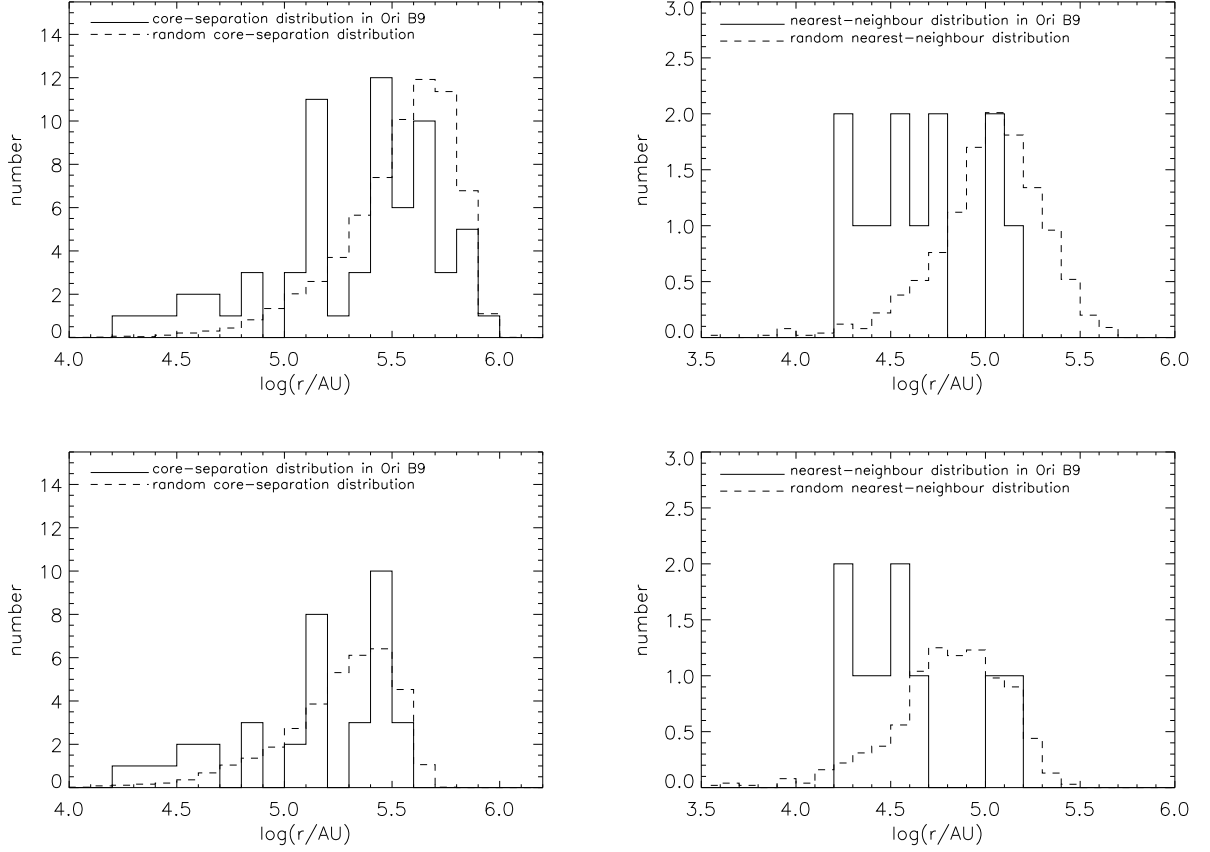 core-separation distribution in Ori B9
random core-separation distribution
14
12
10
8
6
4
2
0
number
4.0 4.5 5.0 5.5 6.0
log(r/AU)
nearest-neighbour distribution in Ori B9
random nearest-neighbour distribution
3.0
2.5
2.0
1.5
1.0
0.5
0.0
number
3.5 4.0 4.5 5.0 5.5 6.0
log(r/AU)
core-separation distribution in Ori B9
random core-separation distribution
14
12
10
8
6
4
2
0
number
4.0 4.5 5.0 5.5 6.0
log(r/AU)
nearest-neighbour distribution in Ori B9
random nearest-neighbour distribution
3.0
2.5
2.0
1.5
1.0
0.5
0.0
number
3.5 4.0 4.5 5.0 5.5 6.0
log(r/AU)